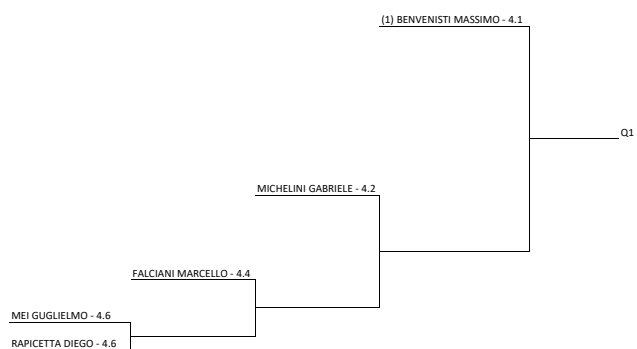 (1) BENVENISTI MASSIMO - 4.1
Q1
MICHELINI GABRIELE - 4.2
FALCIANI MARCELLO - 4.4
MEI GUGLIELMO - 4.6
RAPICETTA DIEGO - 4.6